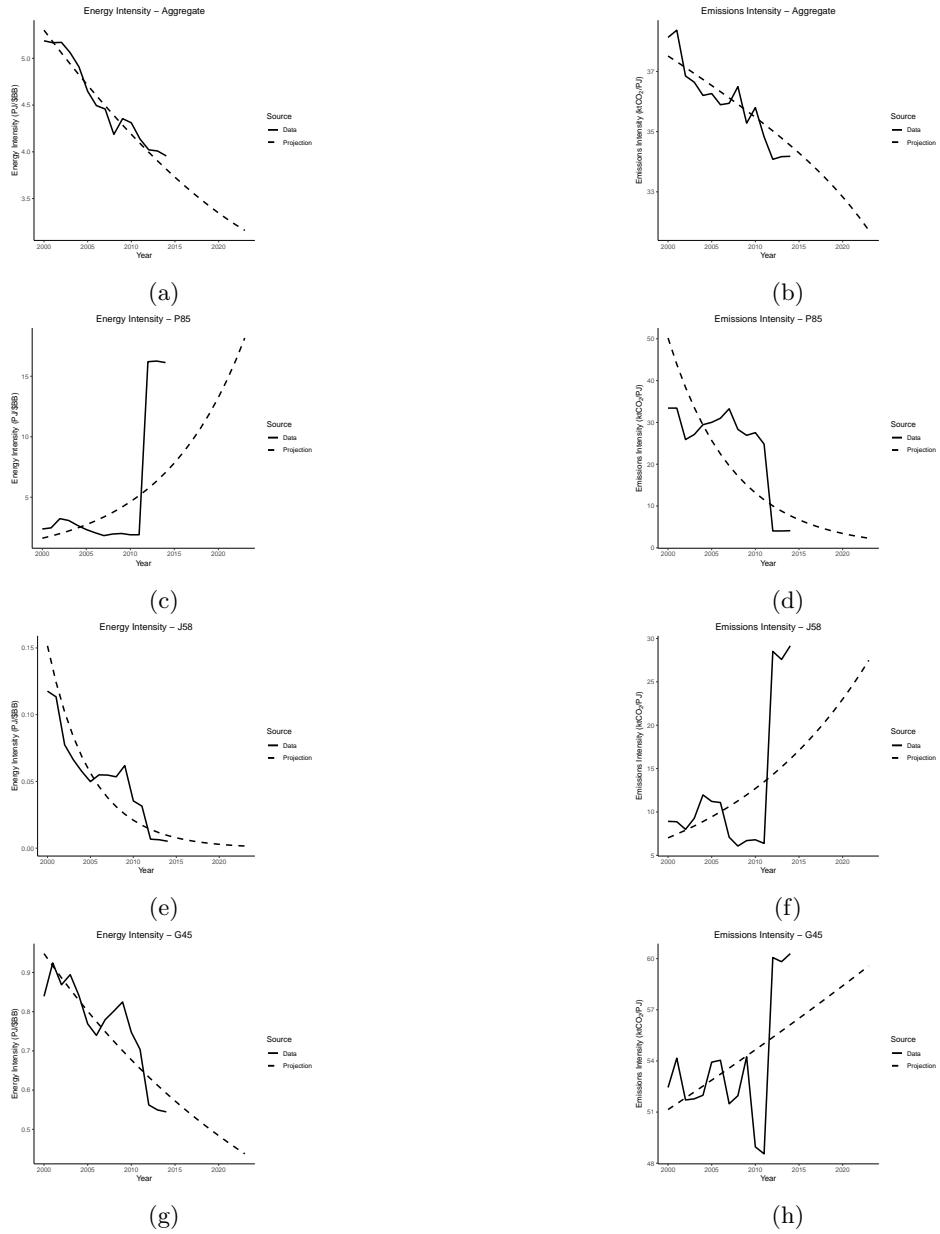 Energy Intensity – Aggregate
Energy Intensity (PJ/$BB)
5.0
4.5
4.0
3.5
2000 2005 2010 2015 2020
Year
Source
Data
Projection
(a)
Emissions Intensity – Aggregate
Emissions Intensity (ktCO2/PJ)
37
35
33
2000 2005 2010 2015 2020
Year
Source
Data
Projection
(b)
Energy Intensity – P85
Energy Intensity (PJ/$BB)
15
10
5
2000 2005 2010 2015 2020
Year
Source
Data
Projection
(c)
Emissions Intensity – P85
Emissions Intensity (ktCO2/PJ)
50
40
30
20
10
0
2000 2005 2010 2015 2020
Year
Source
Data
Projection
(d)
Energy Intensity – J58
Energy Intensity (PJ/$BB)
0.15
0.10
0.05
0.00
2000 2005 2010 2015 2020
Year
Source
Data
Projection
(e)
Emissions Intensity – J58
Emissions Intensity (ktCO2/PJ)
30
25
20
15
10
5
2000 2005 2010 2015 2020
Year
Source
Data
Projection
(f)
Energy Intensity – G45
Energy Intensity (PJ/$BB)
0.9
0.8
0.7
0.6
0.5
2000 2005 2010 2015 2020
Year
Source
Data
Projection
(g)
Emissions Intensity – G45
Emissions Intensity (ktCO2/PJ)
60
57
54
51
48
2000 2005 2010 2015 2020
Year
Source
Data
Projection
(h)